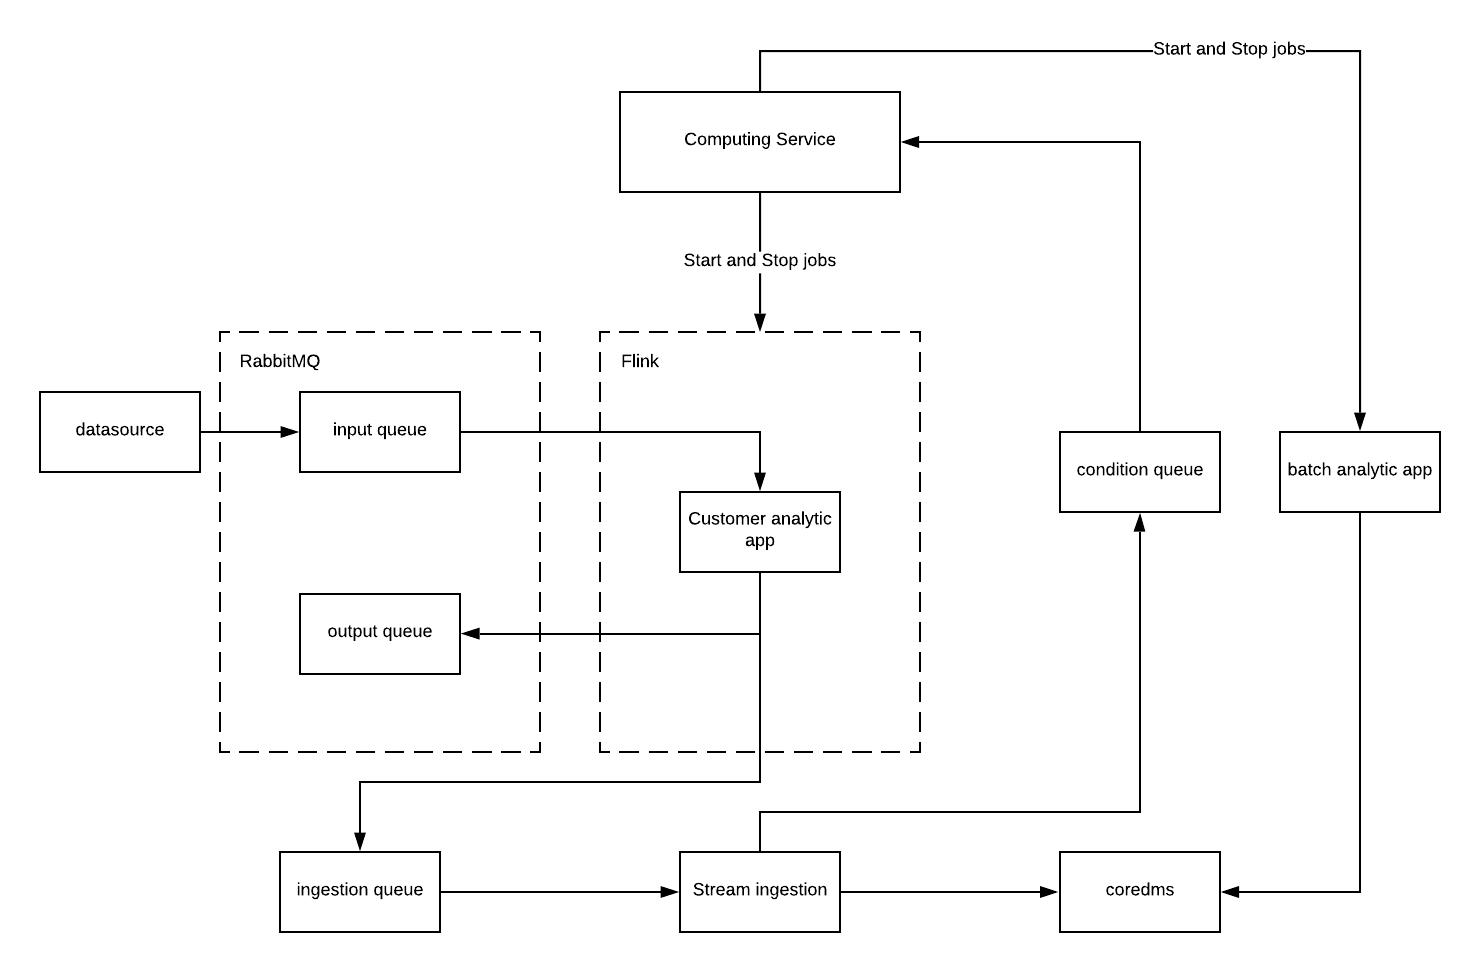 Start and Stop jobs
Computing Service
Start and Stop jobs
RabbitMQ
Flink
datasource
input queue
condition queue
batch analytic app
Customer analytic
app
output queue
ingestion queue
Stream ingestion
coredms